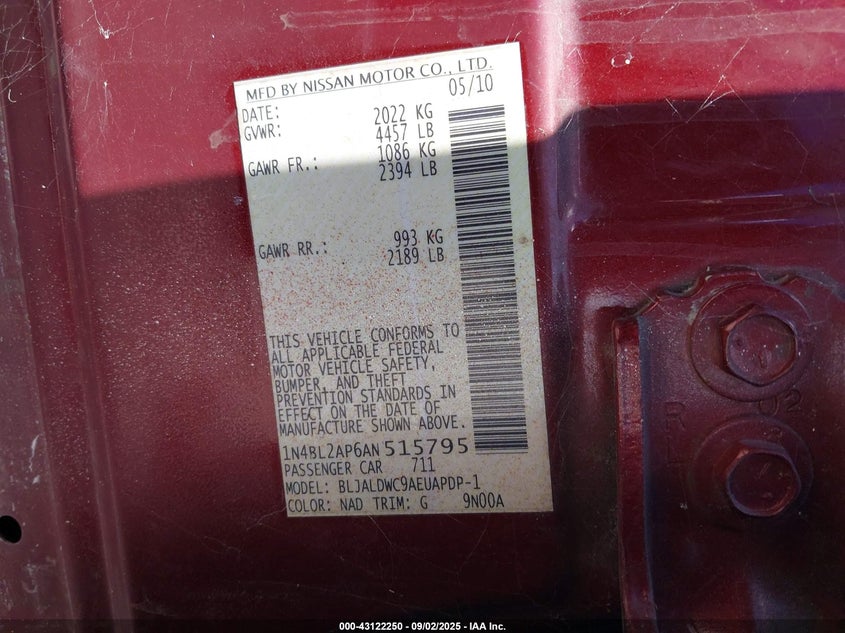 MFD BY NISSAN MOTOR CO., LTD.
DATE: 05/10
GVWR: 2022 KG
4457 LB
GAWR FR.: 1086 KG
2394 LB
GAWR RR.: 993 KG
2189 LB
THIS VEHICLE CONFORMS TO
ALL APPLICABLE FEDERAL
MOTOR VEHICLE SAFETY,
BUMPER, AND THEFT
PREVENTION STANDARDS IN
EFFECT ON THE DATE OF
MANUFACTURE SHOWN ABOVE.
1N4BL2AP6AN515795
PASSENGER CAR 711
MODEL: BLJALDWC9AEUAPDP-1
COLOR: NAD TRIM: G 9N00A
R 02
L
000-43122250 - 09/02/2025 - IAA Inc.